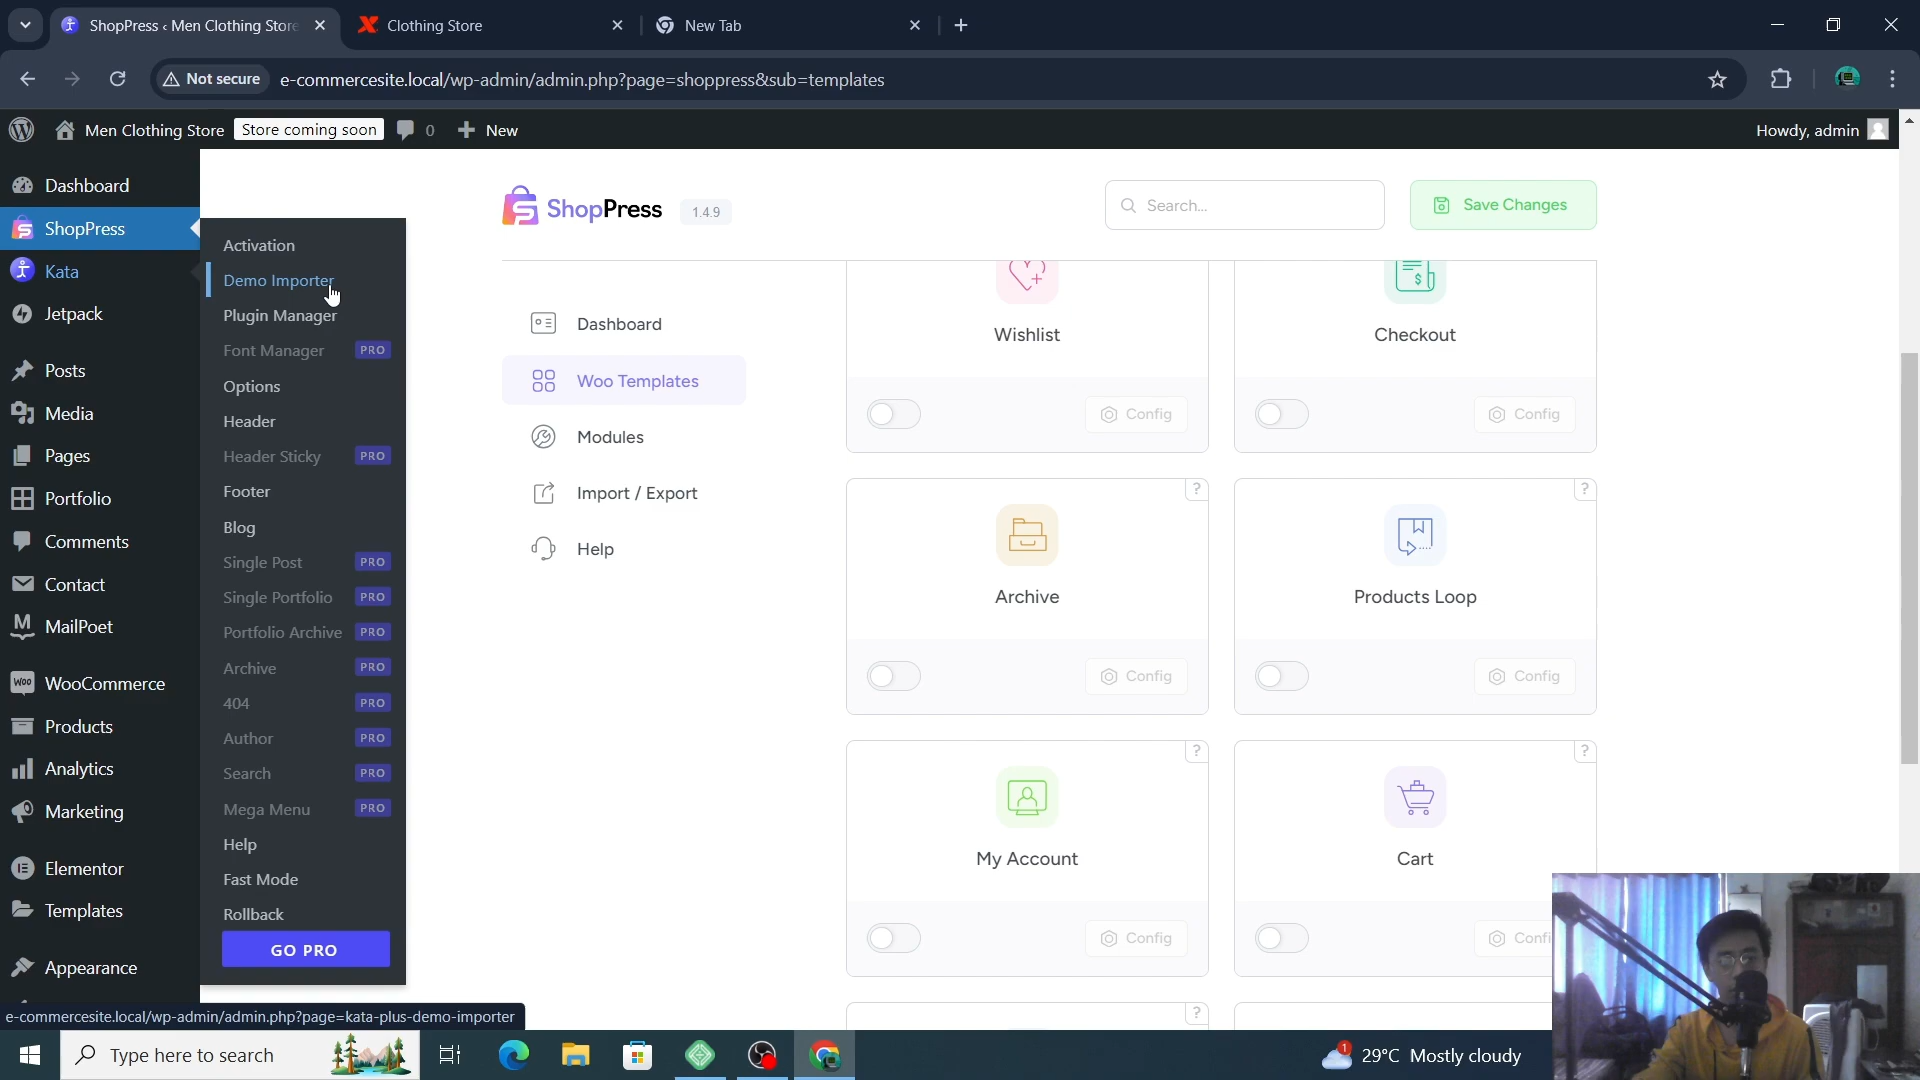 ShopPress ‹ Men Clothing Store
Clothing Store
New Tab
Not secure
e-commercesite.local/wp-admin/admin.php?page=shoppress&sub=templates
Men Clothing Store
Store coming soon
0
New
Howdy, admin
Dashboard
ShopPress
Kata
Jetpack
Posts
Media
Pages
Portfolio
Comments
Contact
MailPoet
WooCommerce
Products
Analytics
Marketing
Elementor
Templates
Appearance
Activation
Demo Importer
Plugin Manager
Font Manager PRO
Options
Header
Header Sticky PRO
Footer
Blog
Single Post PRO
Single Portfolio PRO
Portfolio Archive PRO
Archive PRO
404 PRO
Author PRO
Search PRO
Mega Menu PRO
Help
Fast Mode
Rollback
GO PRO
ShopPress 1.4.9
Search...
Save Changes
Dashboard
Woo Templates
Modules
Import / Export
Help
Wishlist
Config
Checkout
Config
?
Archive
Config
?
Products Loop
Config
?
My Account
Config
?
Cart
Confi
?
e-commercesite.local/wp-admin/admin.php?page=kata-plus-demo-importer
Type here to search
1
29°C Mostly cloudy